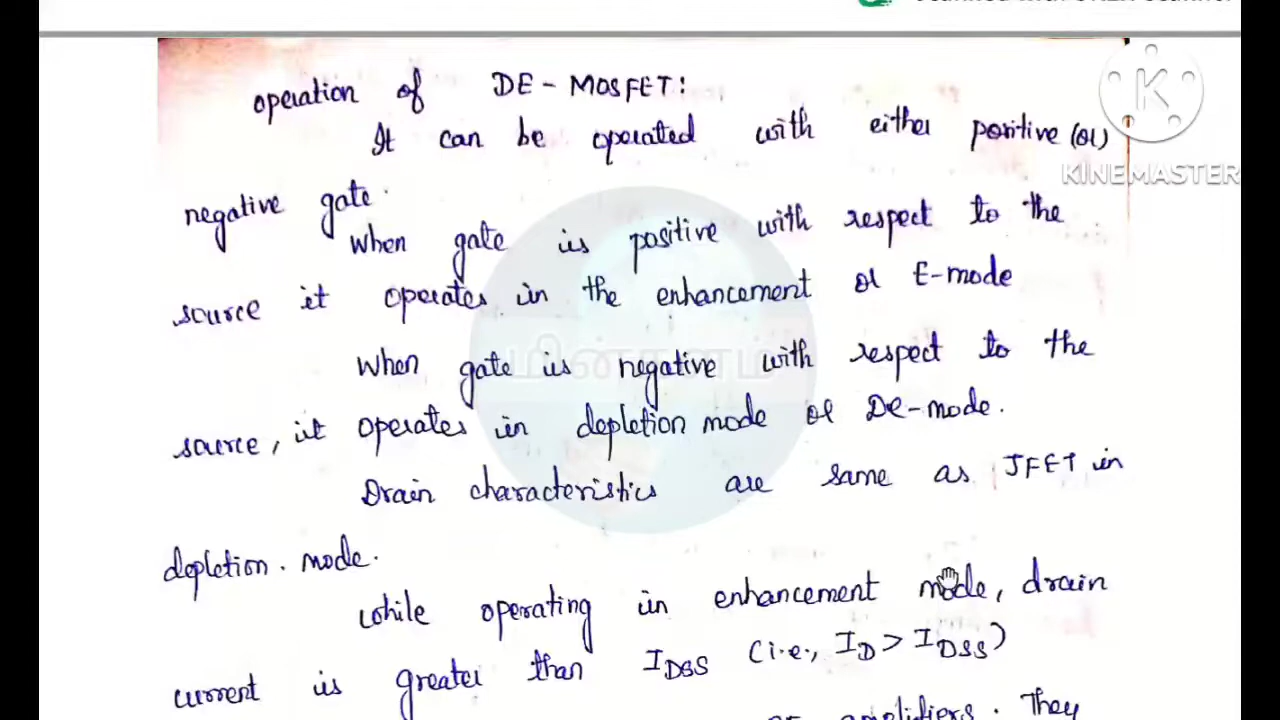 Operation of DE-MOSFET:
It can be operated with either positive (or)
negative gate.
When gate is positive with respect to the
source it operates in the enhancement or E-mode
When gate is negative with respect to the
source, it operates in depletion mode or DE-mode.
Drain characteristics are same as JFET in
depletion. mode.
While operating in enhancement mode, drain
current is greater than IDSS (i.e., ID > IDSS)
amplifiers. They
K
KINEMASTER
மின்களம்